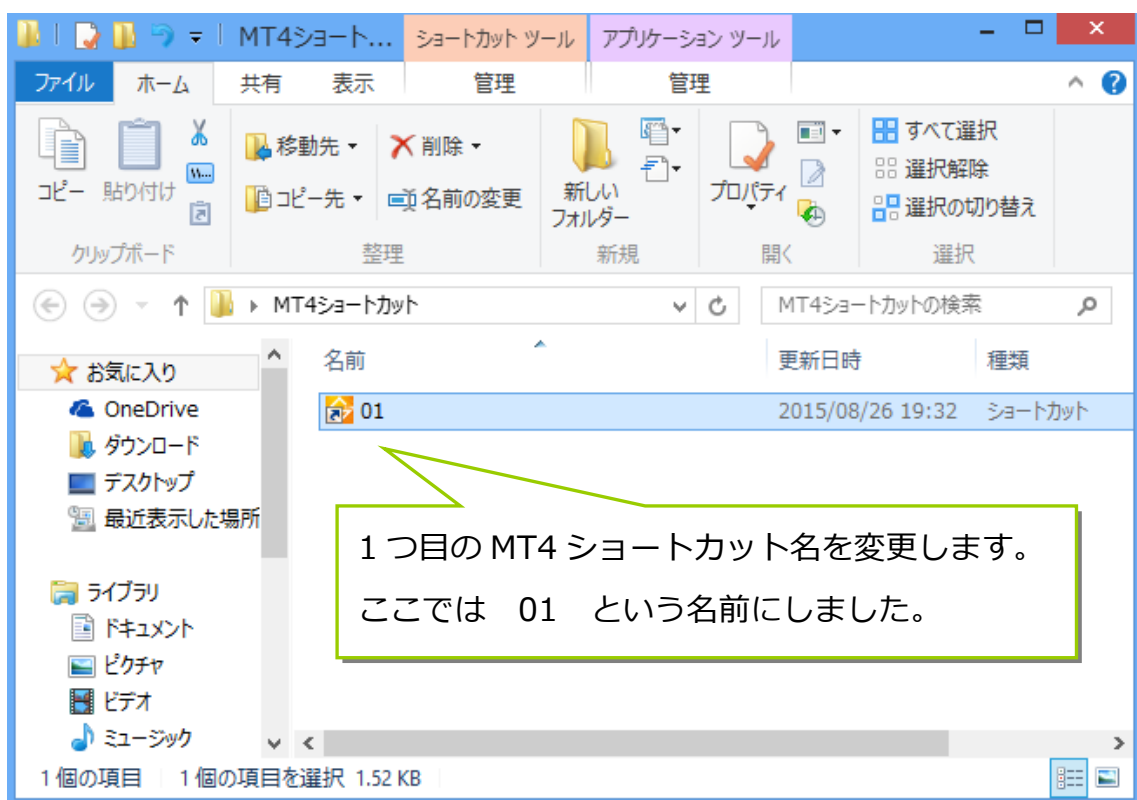 MT4ショート... ショートカット ツール アプリケーション ツール
ファイル ホーム 共有 表示 管理 管理
コピー 貼り付け 移動先 コピー先 削除 名前の変更 新しい フォルダー プロパティ すべて選択 選択解除 選択の切り替え
クリップボード 整理 新規 開く 選択
MT4ショートカット MT4ショートカットの検索
名前 更新日時 種類
01 2015/08/26 19:32 ショートカット
お気に入り
OneDrive
ダウンロード
デスクトップ
最近表示した場所
ライブラリ
ドキュメント
ピクチャ
ビデオ
ミュージック
1つ目の MT4 ショートカット名を変更します。
ここでは 01 という名前にしました。
1 個の項目 1 個の項目を選択 1.52 KB